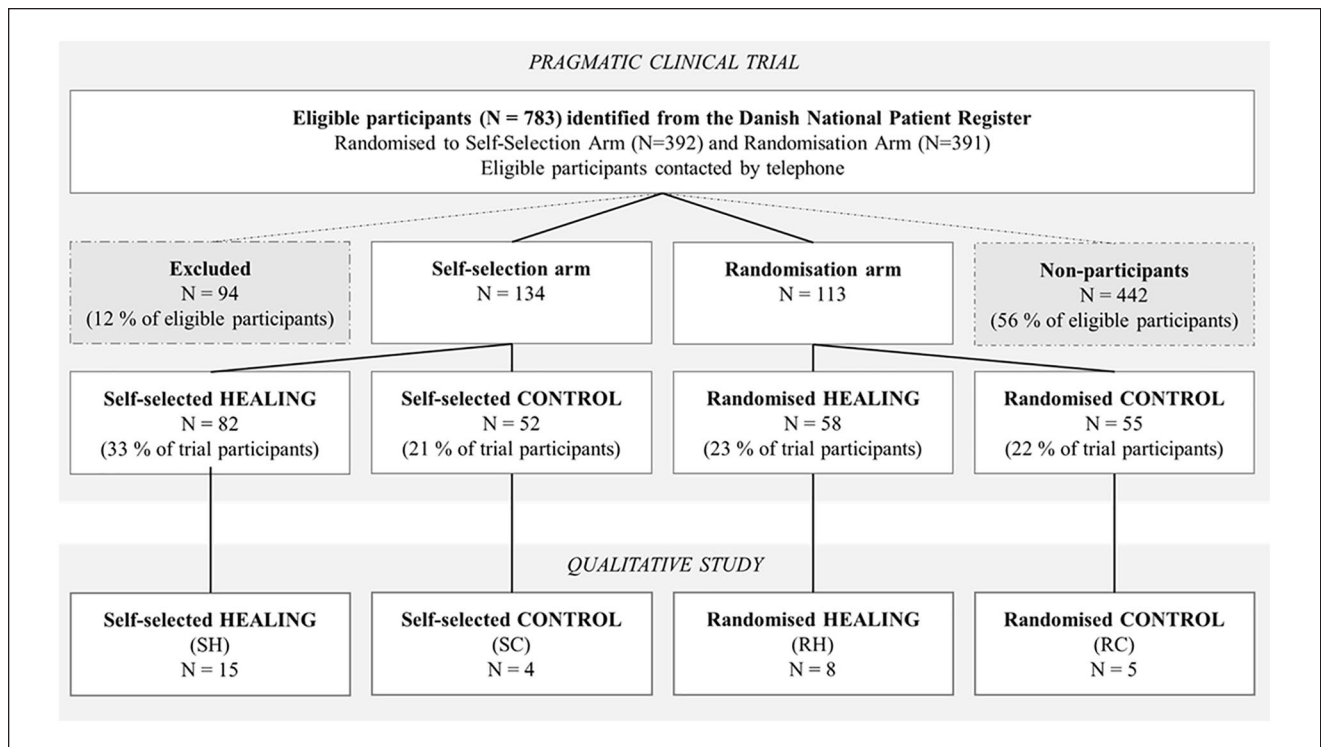 PRAGMATIC CLINICAL TRIAL
Eligible participants (N = 783) identified from the Danish National Patient Register
Randomised to Self-Selection Arm (N=392) and Randomisation Arm (N=391)
Eligible participants contacted by telephone
Excluded
N = 94
(12 % of eligible participants)
Self-selection arm
N = 134
Randomisation arm
N = 113
Non-participants
N = 442
(56 % of eligible participants)
Self-selected HEALING
N = 82
(33 % of trial participants)
Self-selected CONTROL
N = 52
(21 % of trial participants)
Randomised HEALING
N = 58
(23 % of trial participants)
Randomised CONTROL
N = 55
(22 % of trial participants)
QUALITATIVE STUDY
Self-selected HEALING
(SH)
N = 15
Self-selected CONTROL
(SC)
N = 4
Randomised HEALING
(RH)
N = 8
Randomised CONTROL
(RC)
N = 5